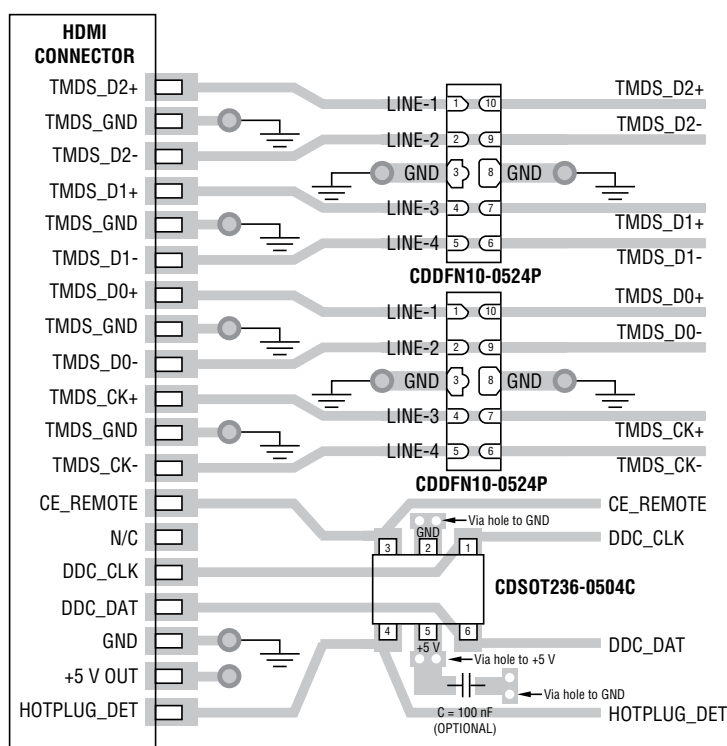 HDMI
CONNECTOR
TMDS_D2+
TMDS_GND
TMDS_D2-
TMDS_D1+
TMDS_GND
TMDS_D1-
TMDS_D0+
TMDS_GND
TMDS_D0-
TMDS_CK+
TMDS_GND
TMDS_CK-
CE_REMOTE
N/C
DDC_CLK
DDC_DAT
GND
+5 V OUT
HOTPLUG_DET
LINE-1 1 10 TMDS_D2+
LINE-2 2 9 TMDS_D2-
GND 3 8 GND
LINE-3 4 7 TMDS_D1+
LINE-4 5 6 TMDS_D1-
CDDFN10-0524P
LINE-1 1 10 TMDS_D0+
LINE-2 2 9 TMDS_D0-
GND 3 8 GND
LINE-3 4 7 TMDS_CK+
LINE-4 5 6 TMDS_CK-
CDDFN10-0524P
CE_REMOTE
Via hole to GND
GND
3 2 1
DDC_CLK
CDSOT236-0504C
4 5 6
+5 V
DDC_DAT
Via hole to +5 V
Via hole to GND
C = 100 nF
(OPTIONAL)
HOTPLUG_DET